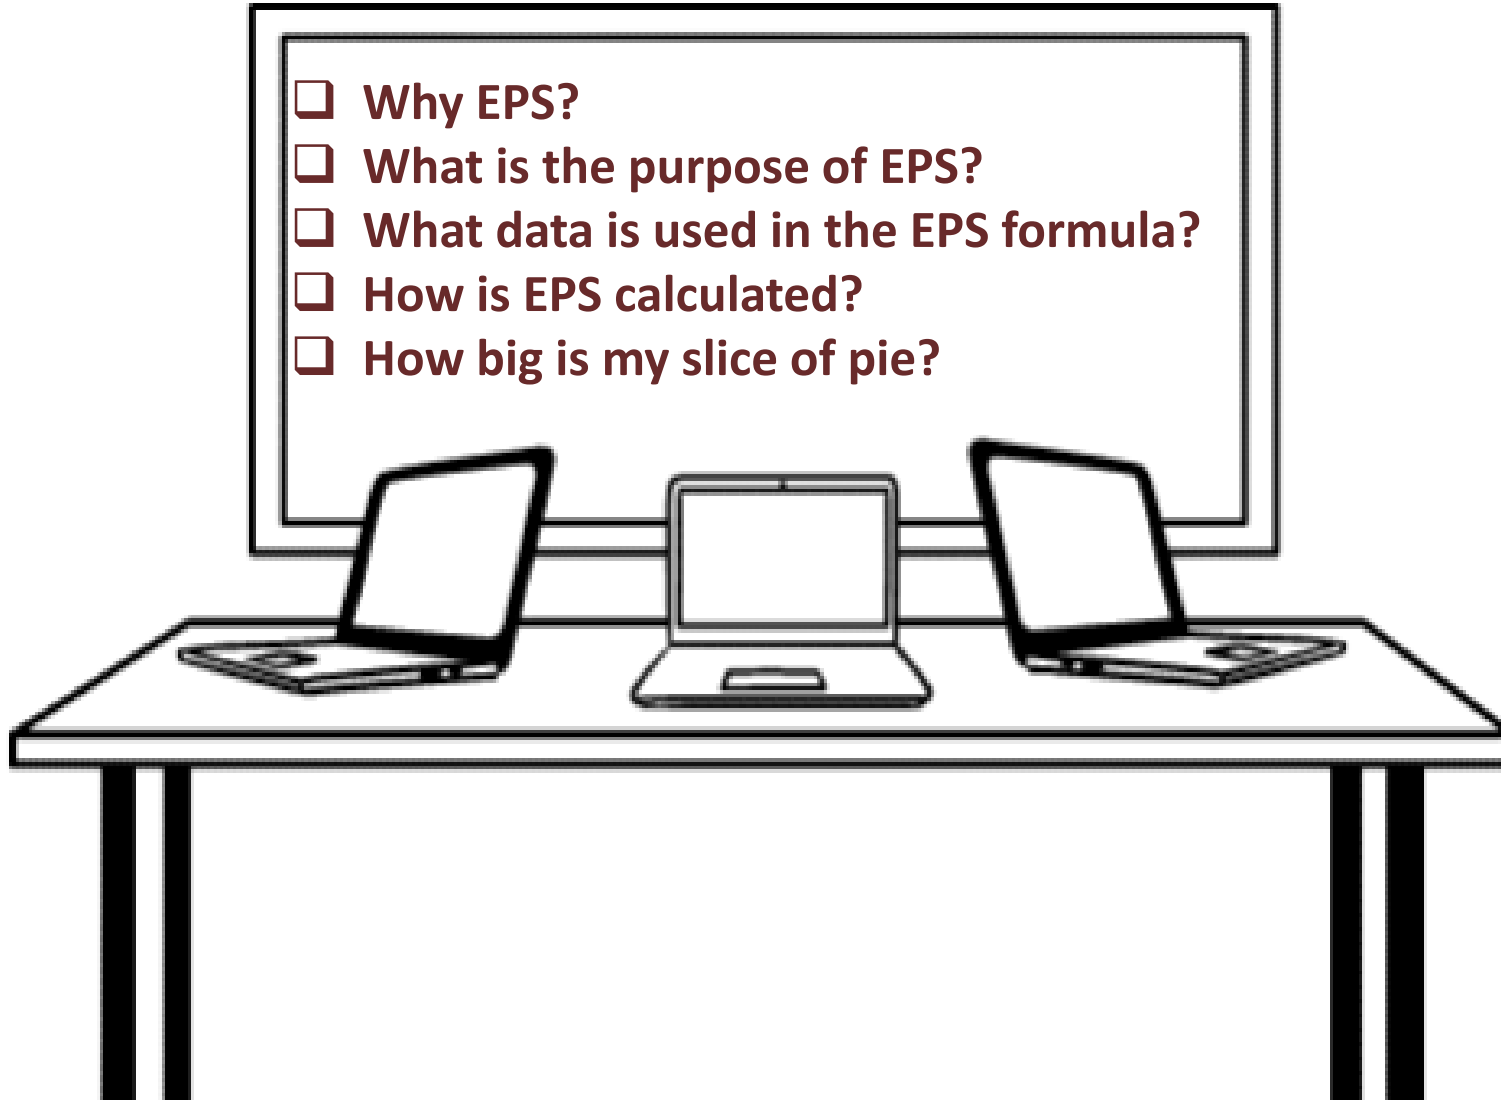 ❑ Why EPS?
❑ What is the purpose of EPS?
❑ What data is used in the EPS formula?
❑ How is EPS calculated?
❑ How big is my slice of pie?